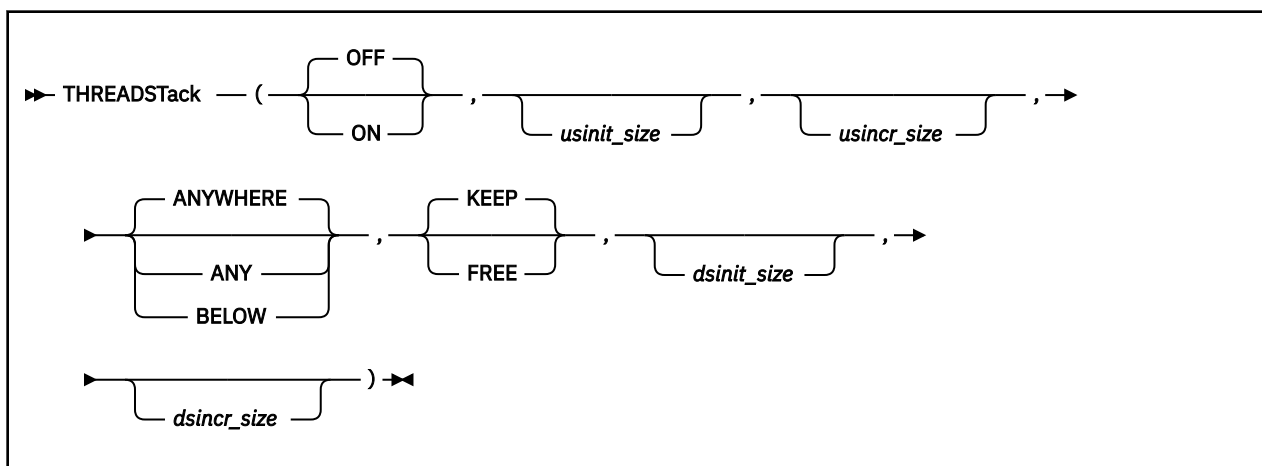 OFF
THREADSTack ( , , ,
ON usinit_size usincr_size
ANYWHERE KEEP
, , ,
ANY FREE dsinit_size
BELOW
)
dsincr_size